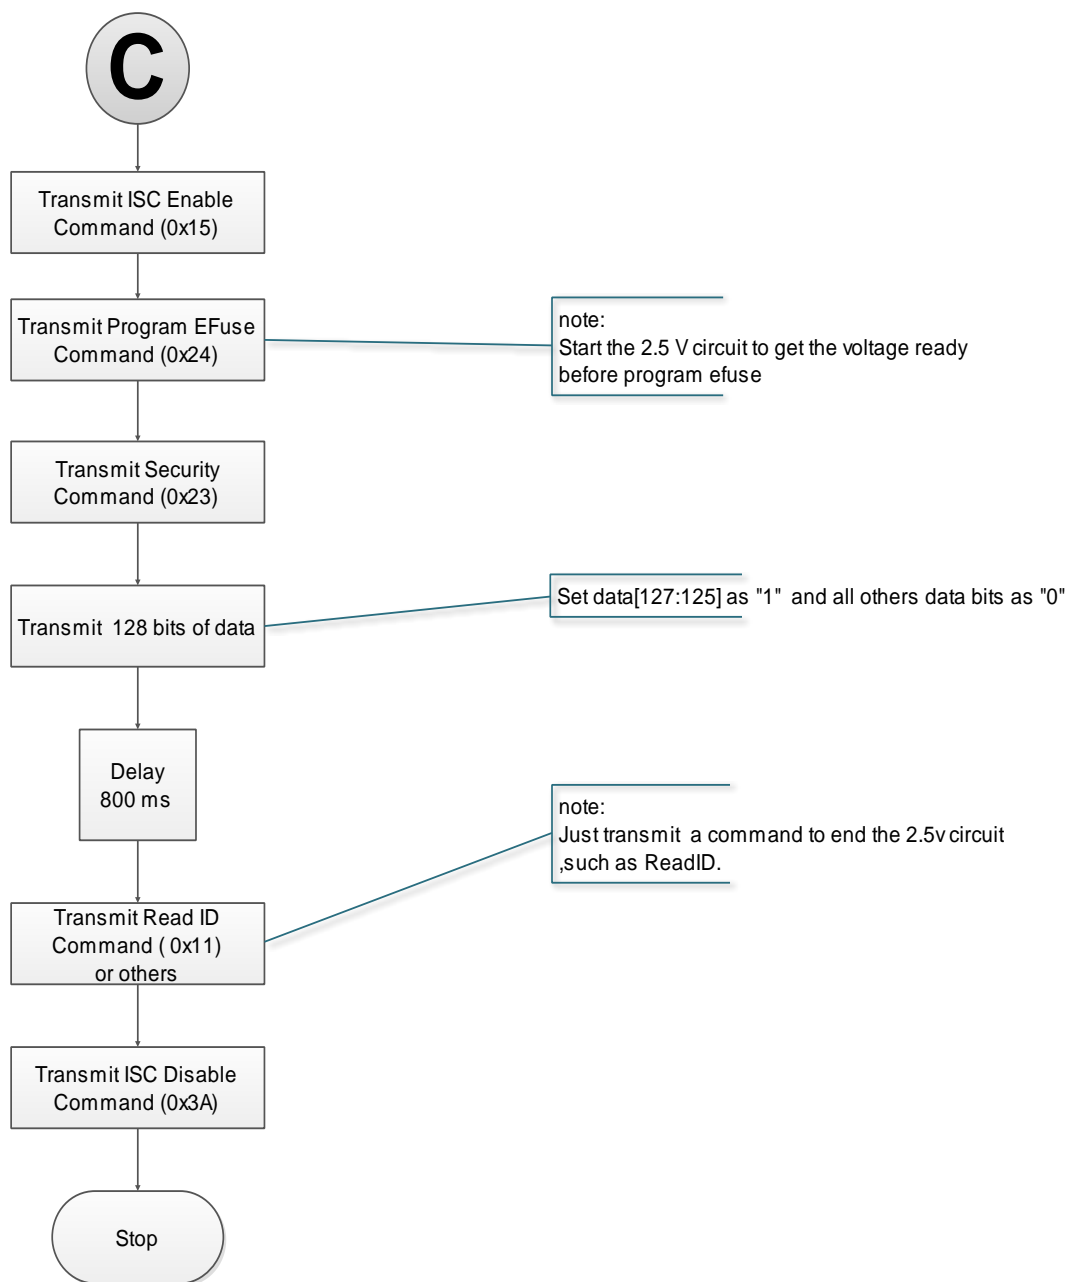 C
Transmit ISC Enable
Command (0x15)
Transmit Program EFuse
Command (0x24)
note:
Start the 2.5 V circuit to get the voltage ready
before program efuse
Transmit Security
Command (0x23)
Transmit 128 bits of data
Set data[127:125] as "1" and all others data bits as "0"
Delay
800 ms
note:
Just transmit a command to end the 2.5v circuit
,such as ReadID.
Transmit Read ID
Command ( 0x11)
or others
Transmit ISC Disable
Command (0x3A)
Stop